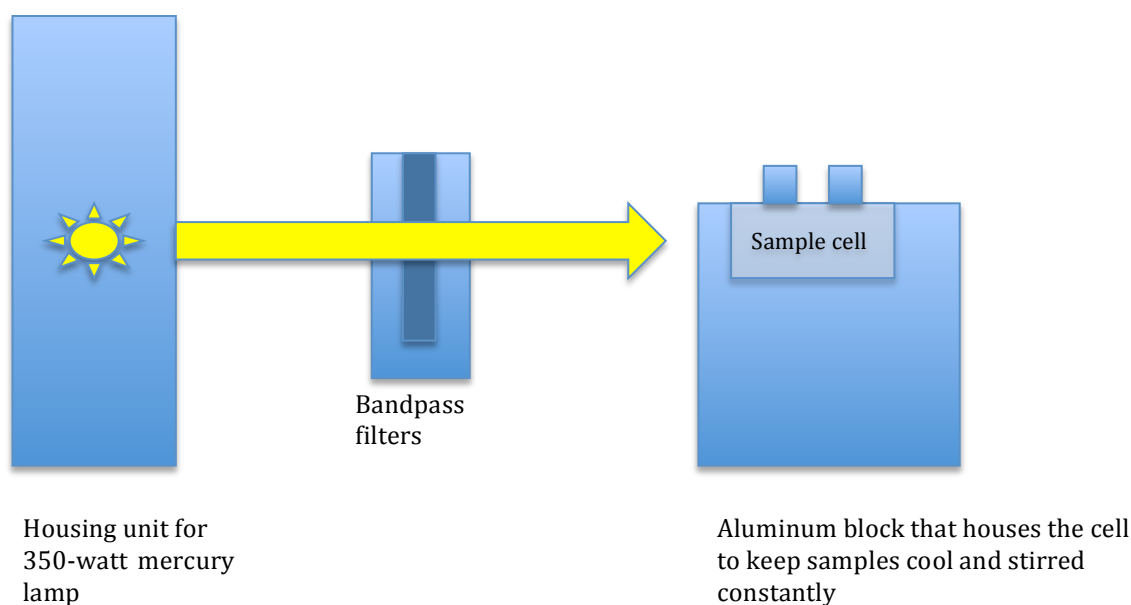 Sample cell
Bandpass
filters
Housing unit for
350-watt mercury
lamp
Aluminum block that houses the cell
to keep samples cool and stirred
constantly